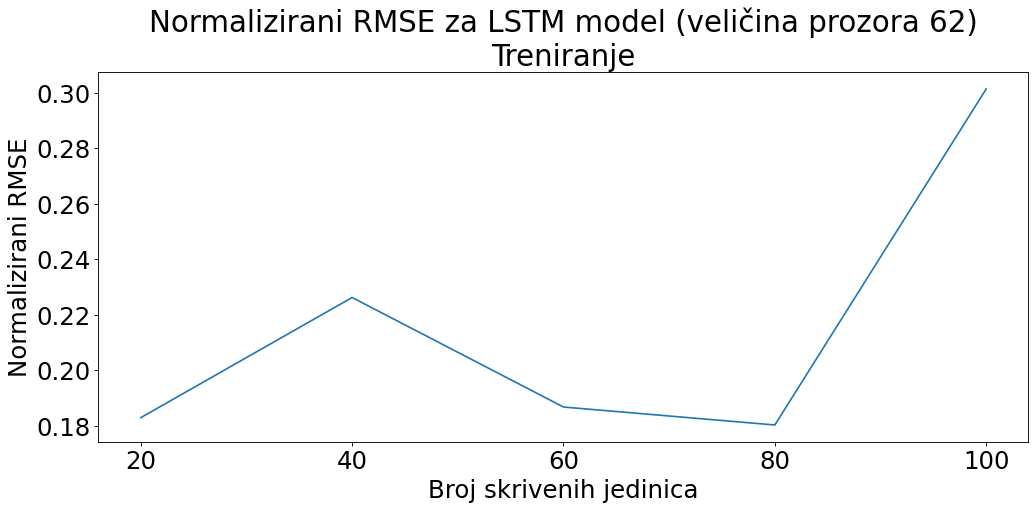 Normalizirani RMSE za LSTM model (veličina prozora 62)
Treniranje
Normalizirani RMSE
0.30
0.28
0.26
0.24
0.22
0.20
0.18
20 40 60 80 100
Broj skrivenih jedinica